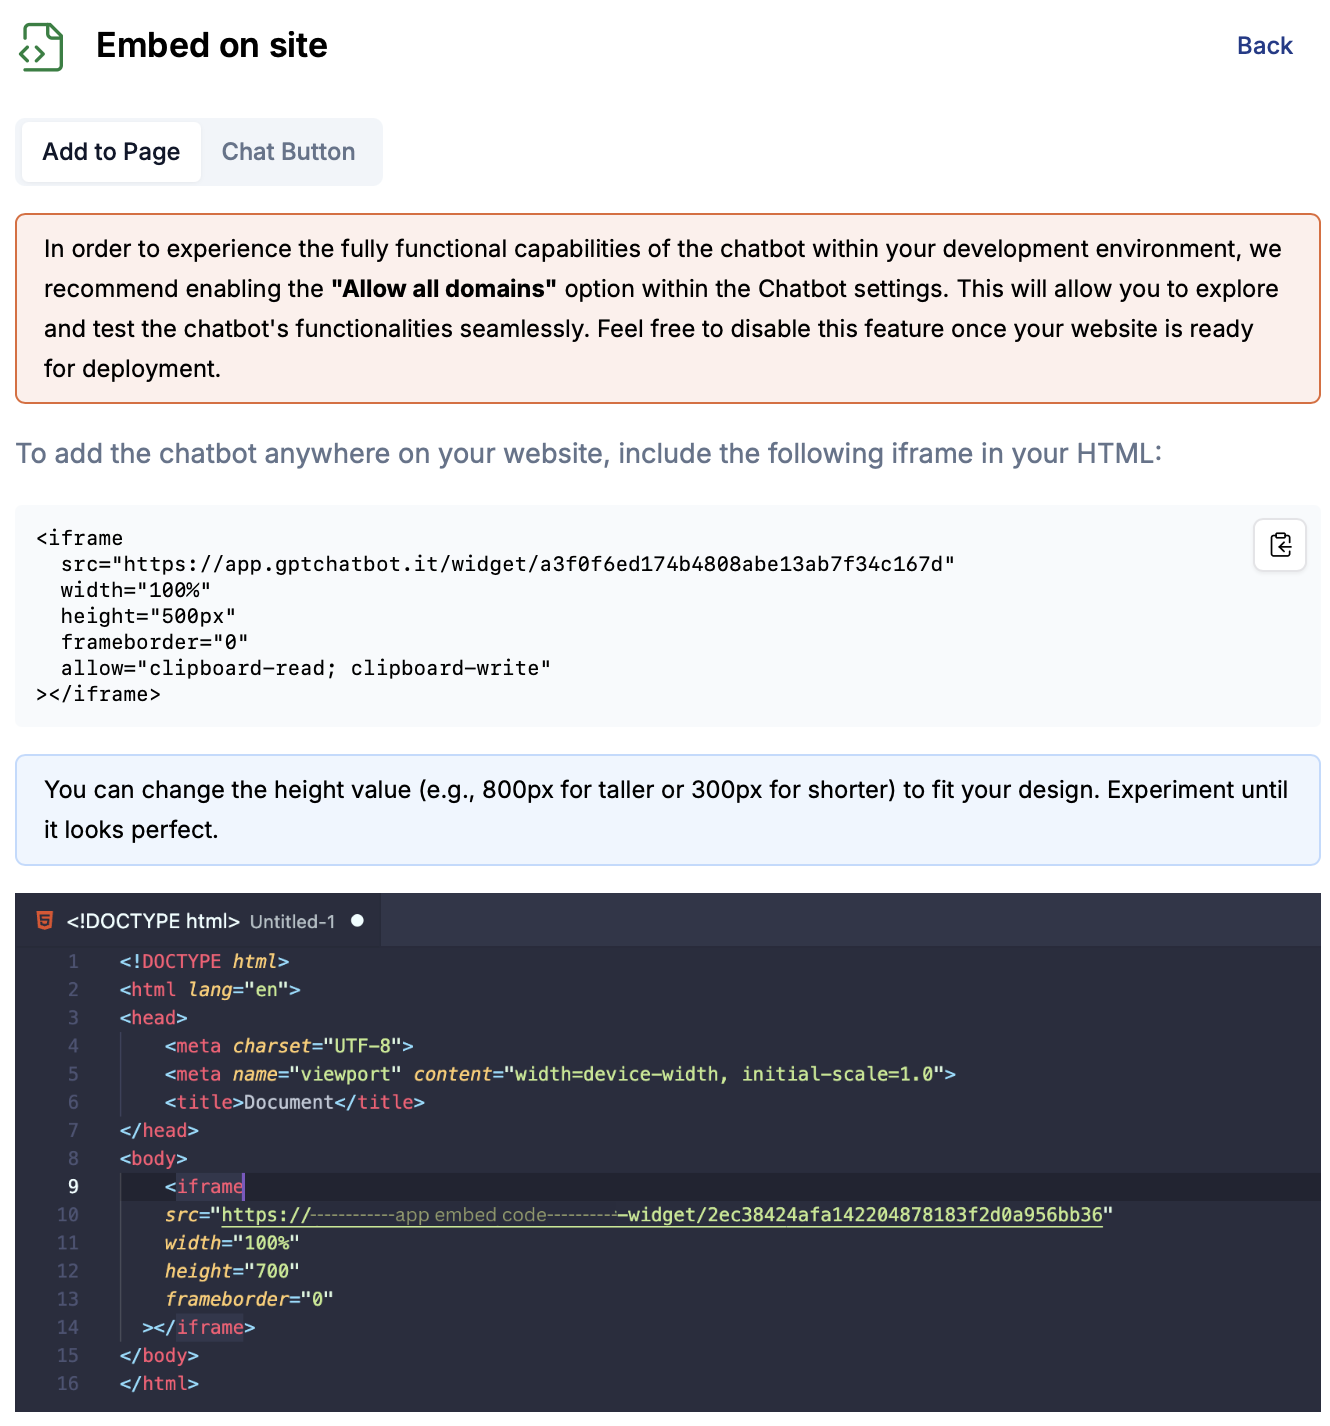 Embed on site
Back
Add to Page
Chat Button
In order to experience the fully functional capabilities of the chatbot within your development environment, we
recommend enabling the "Allow all domains" option within the Chatbot settings. This will allow you to explore
and test the chatbot's functionalities seamlessly. Feel free to disable this feature once your website is ready
for deployment.
To add the chatbot anywhere on your website, include the following iframe in your HTML:
<iframe
  src="https://app.gptchatbot.it/widget/a3f0f6ed174b4808abe13ab7f34c167d"
  width="100%"
  height="500px"
  frameborder="0"
  allow="clipboard-read; clipboard-write"
></iframe>
You can change the height value (e.g., 800px for taller or 300px for shorter) to fit your design. Experiment until
it looks perfect.
<!DOCTYPE html> Untitled-1
1 <!DOCTYPE html>
2 <html lang="en">
3 <head>
4     <meta charset="UTF-8">
5     <meta name="viewport" content="width=device-width, initial-scale=1.0">
6     <title>Document</title>
7 </head>
8 <body>
9     <iframe
10     src="https://------------app embed code-----------widget/2ec38424afa142204878183f2d0a956bb36"
11     width="100%"
12     height="700"
13     frameborder="0"
14   ></iframe>
15 </body>
16 </html>